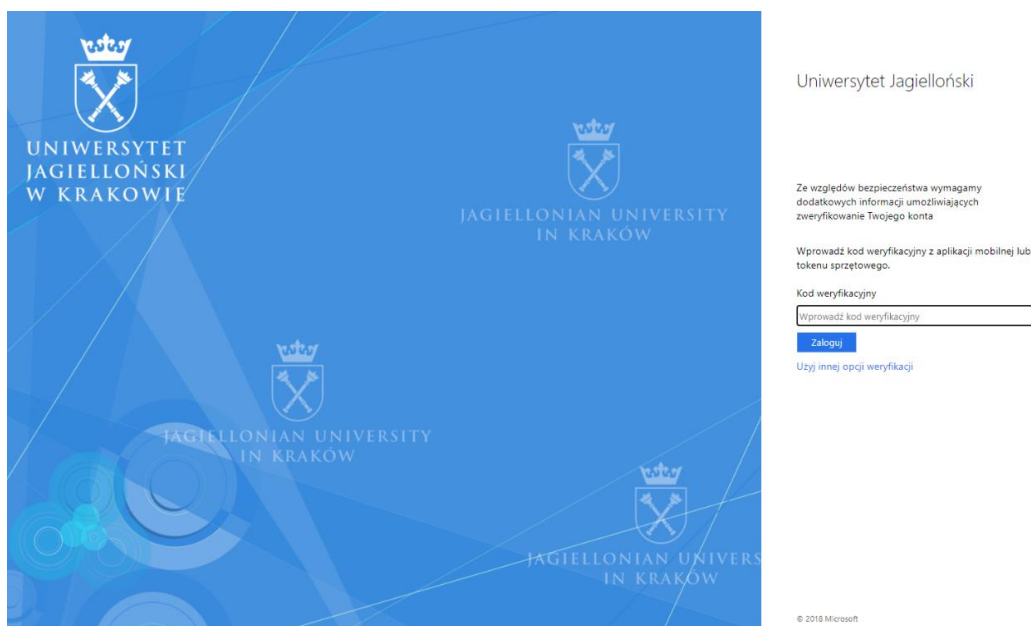 UNIWERSYTET
JAGIELLOŃSKI
W KRAKOWIE
JAGIELLONIAN UNIVERSITY
IN KRAKÓW
JAGIELLONIAN UNIVERSITY
IN KRAKÓW
JAGIELLONIAN UNIVERS
IN KRAKÓW
Uniwersytet Jagielloński
Ze względów bezpieczeństwa wymagamy
dodatkowych informacji umożliwiających
zweryfikowanie Twojego konta
Wprowadź kod weryfikacyjny z aplikacji mobilnej lub
tokenu sprzętowego.
Kod weryfikacyjny
Wprowadź kod weryfikacyjny
Zaloguj
Użyj innej opcji weryfikacji
© 2018 Microsoft